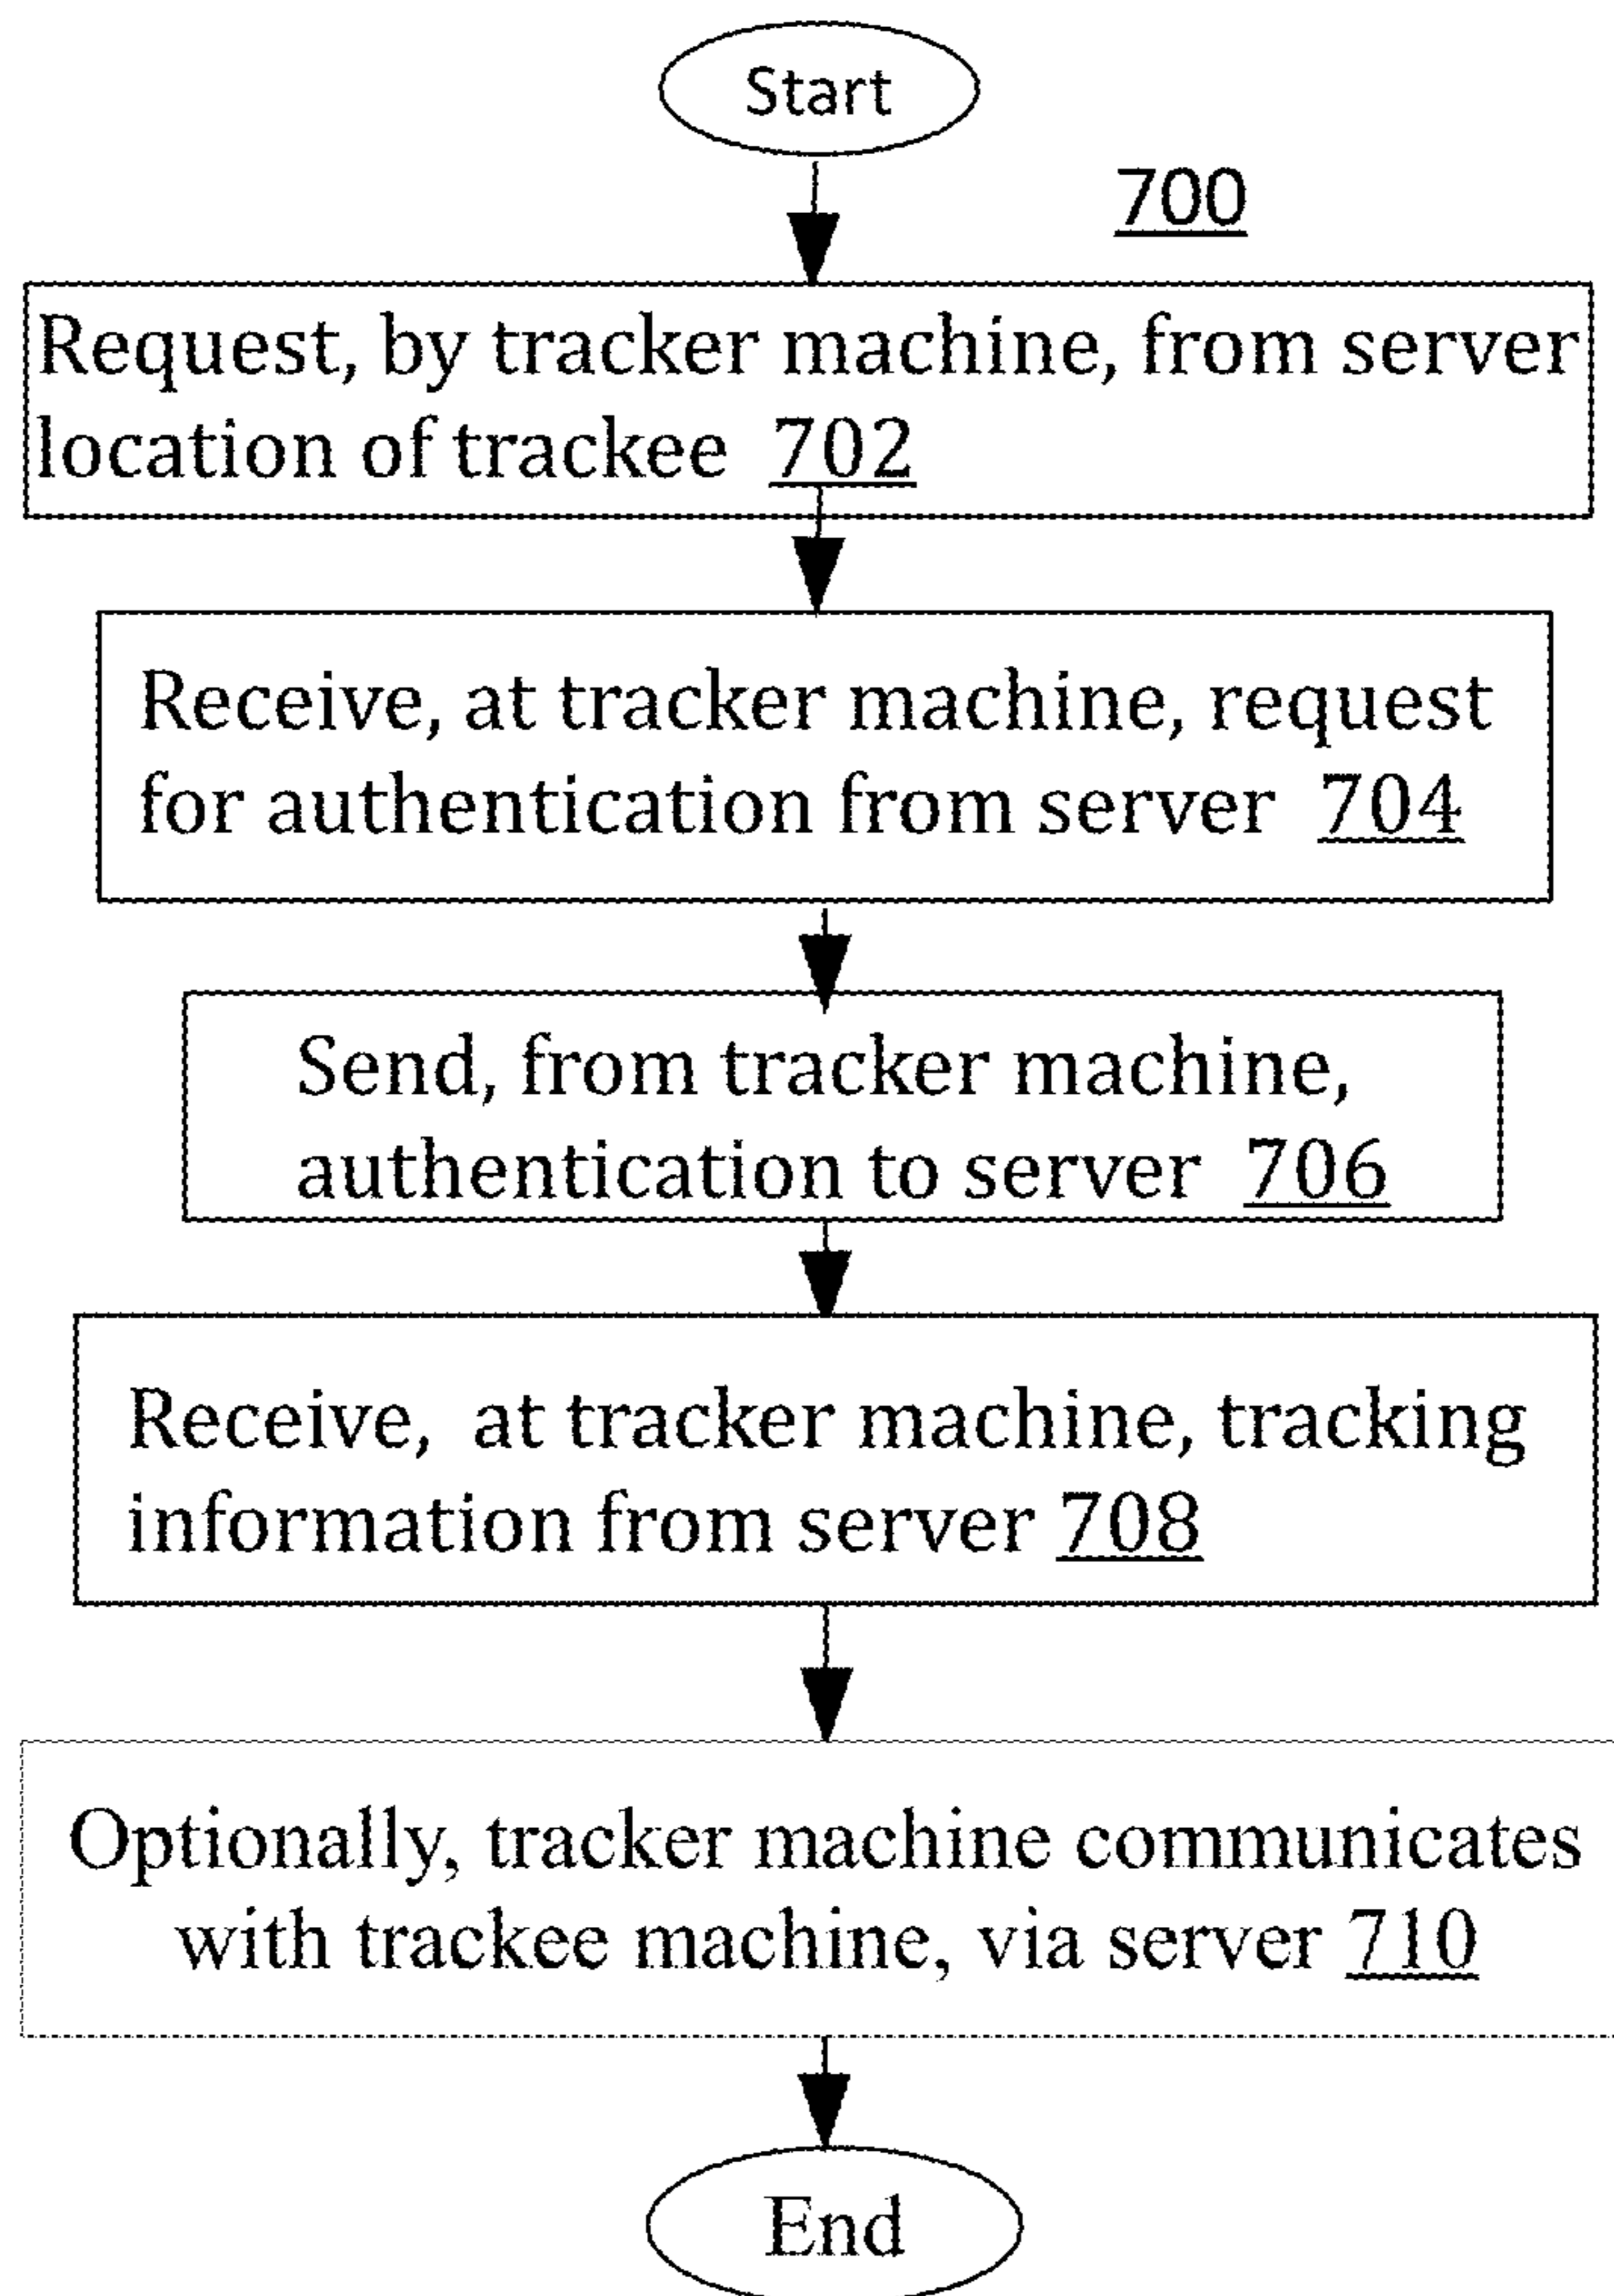 Start
700
Request, by tracker machine, from server
location of trackee 702
Receive, at tracker machine, request
for authentication from server 704
Send, from tracker machine,
authentication to server 706
Receive, at tracker machine, tracking
information from server 708
Optionally, tracker machine communicates
with trackee machine, via server 710
End